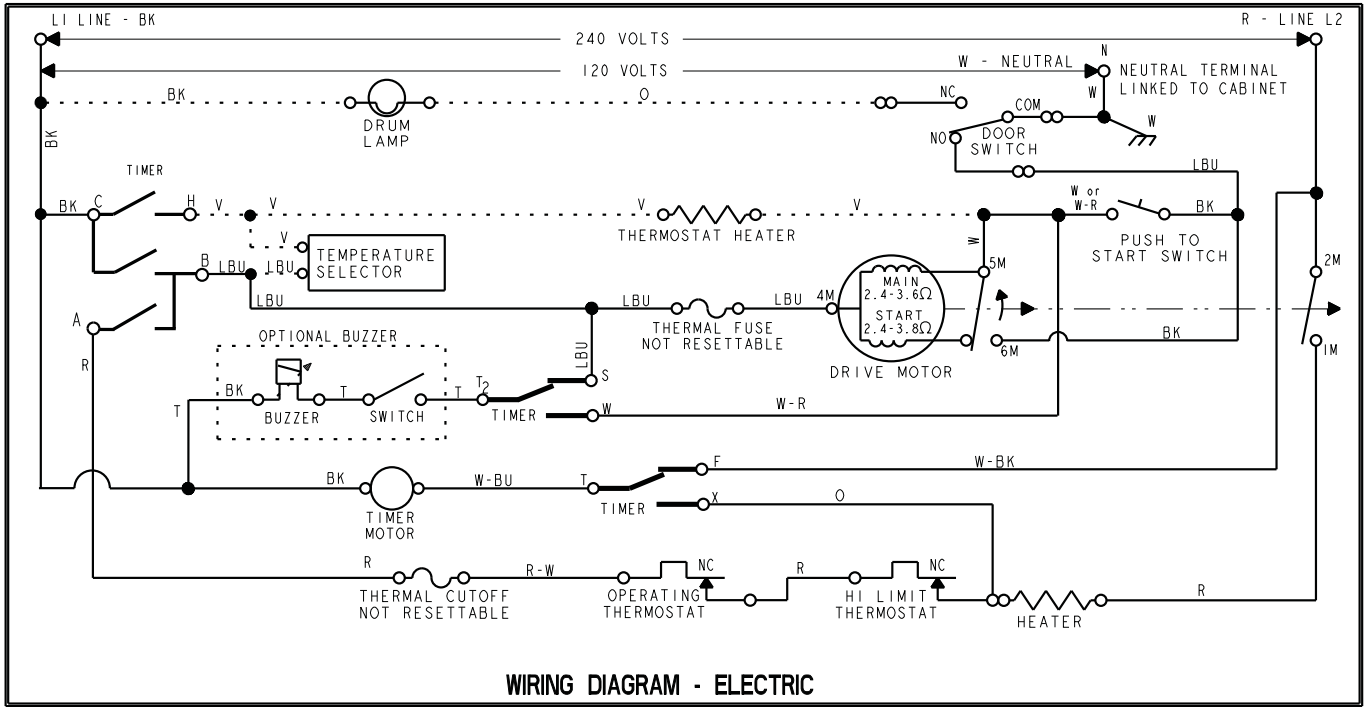 L1 LINE - BK
R - LINE L2
240 VOLTS
N
W - NEUTRAL
120 VOLTS
NEUTRAL TERMINAL
LINKED TO CABINET
BK
O
NC
W
COM
W
DRUM
LAMP
BK
NO
DOOR
SWITCH
LBU
TIMER
BK
C
H
V
V
V
V
W or
W-R
BK
THERMOSTAT HEATER
PUSH TO
START SWITCH
V
W
TEMPERATURE
SELECTOR
B
LBU
LBU
5M
2M
MAIN
2.4-3.6Ω
LBU
LBU
LBU
4M
START
2.4-3.8Ω
A
THERMAL FUSE
NOT RESETTABLE
BK
OPTIONAL BUZZER
LBU
6M
1M
R
DRIVE MOTOR
BK
T
T
T2
S
T
BUZZER
SWITCH
TIMER
W
W-R
F
W-BK
BK
W-BU
T
X
O
TIMER
TIMER
MOTOR
R
R-W
NC
R
NC
THERMAL CUTOFF
NOT RESETTABLE
OPERATING
THERMOSTAT
HI LIMIT
THERMOSTAT
R
HEATER
WIRING DIAGRAM - ELECTRIC